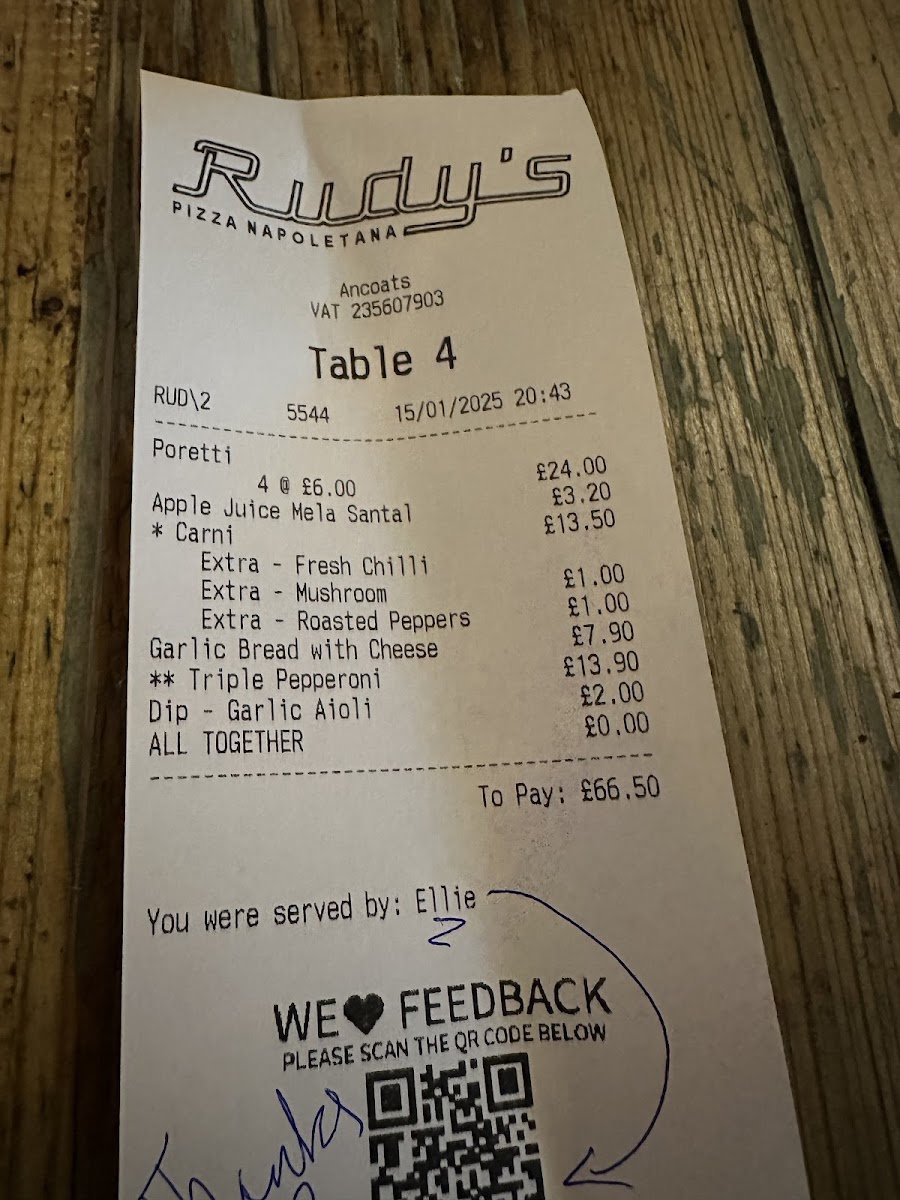 Rudy's
PIZZA NAPOLETANA
Ancoats
VAT 235607903
Table 4
RUD\2 5544 15/01/2025 20:43
Poretti
4 @ £6.00 £24.00
Apple Juice Mela Santal £3.20
* Carni £13.50
Extra - Fresh Chilli
Extra - Mushroom £1.00
Extra - Roasted Peppers £1.00
Garlic Bread with Cheese £7.90
** Triple Pepperoni £13.90
Dip - Garlic Aioli £2.00
ALL TOGETHER £0.00
To Pay: £66.50
You were served by: Ellie
WE♥ FEEDBACK
PLEASE SCAN THE QR CODE BELOW
Thanks